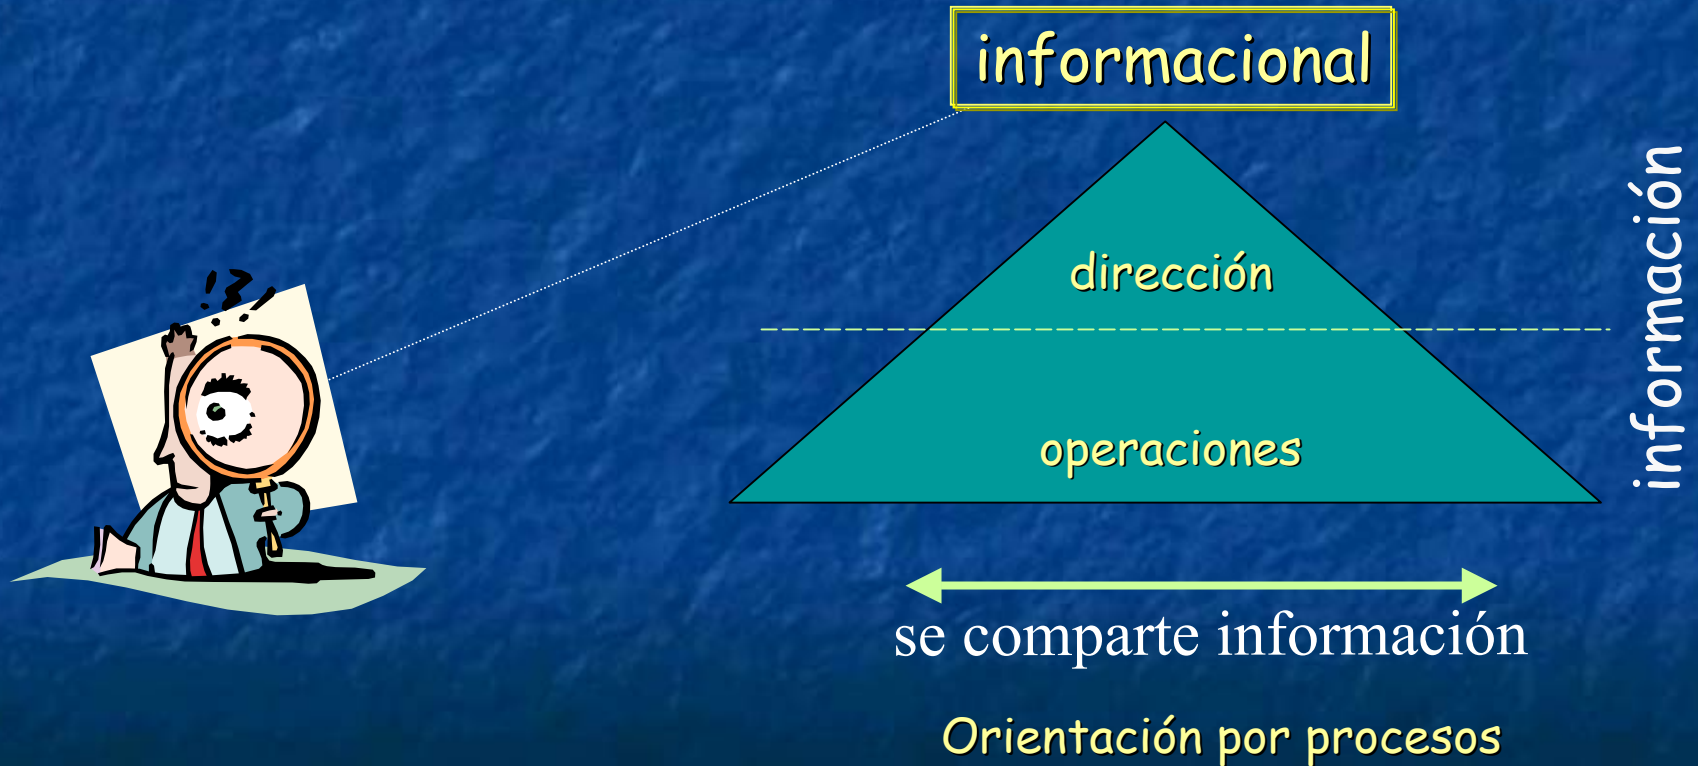 informacional
dirección
operaciones
información
se comparte información
Orientación por procesos